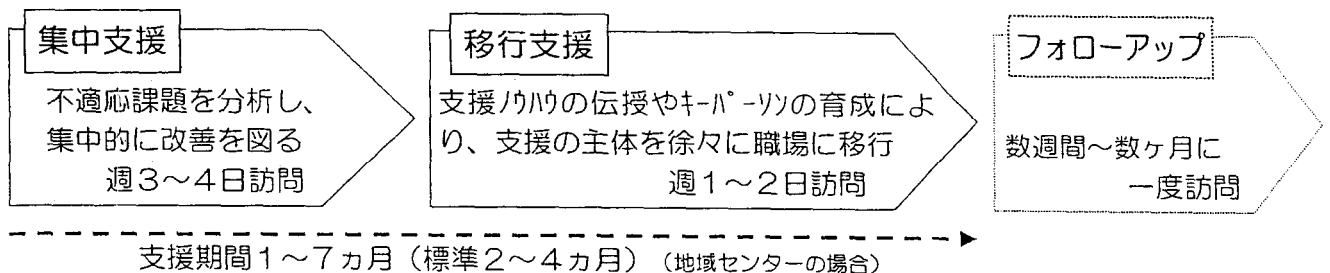 集中支援
不適応課題を分析し、
集中的に改善を図る
週3～4日訪問
移行支援
支援ﾉｳﾊｳの伝授やｷｰﾊﾟｰｿﾝの育成によ
り、支援の主体を徐々に職場に移行
週1～2日訪問
フォローアップ
数週間～数ヶ月に
一度訪問
支援期間1～7ヵ月（標準2～4ヵ月）（地域センターの場合）